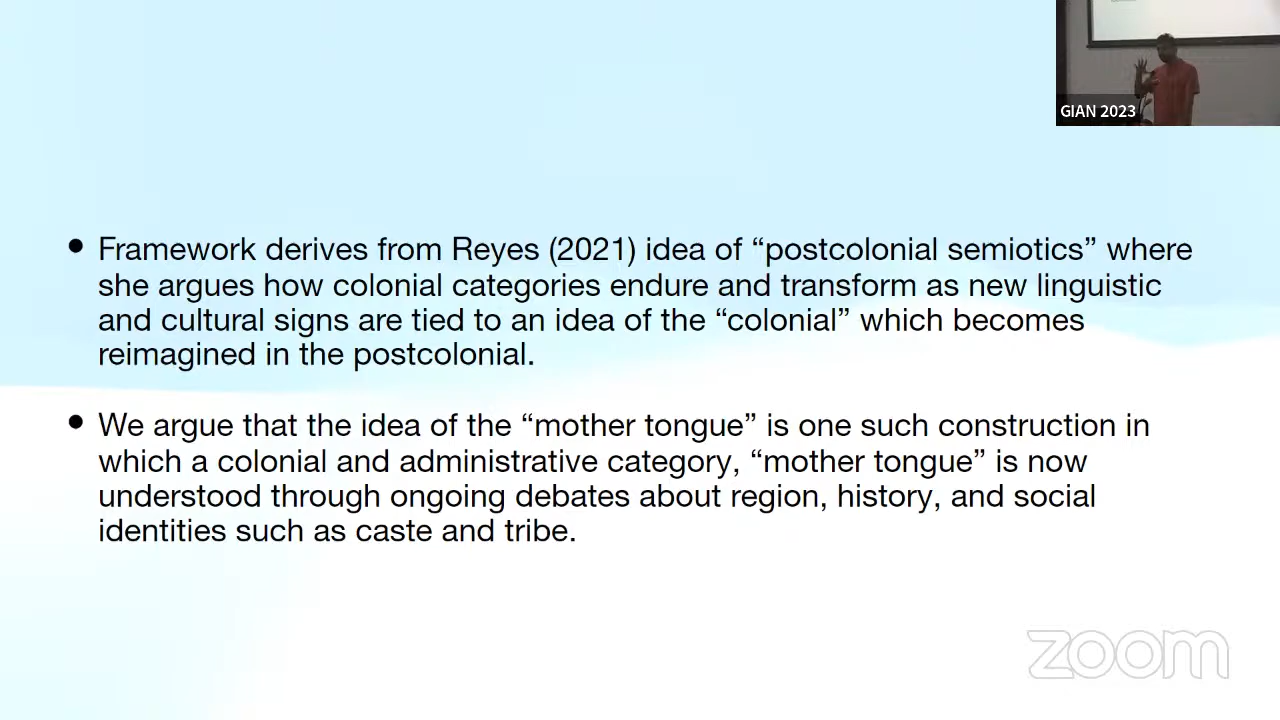 GIAN 2023
• Framework derives from Reyes (2021) idea of “postcolonial semiotics” where
she argues how colonial categories endure and transform as new linguistic
and cultural signs are tied to an idea of the “colonial” which becomes
reimagined in the postcolonial.
• We argue that the idea of the “mother tongue” is one such construction in
which a colonial and administrative category, “mother tongue” is now
understood through ongoing debates about region, history, and social
identities such as caste and tribe.
zoom